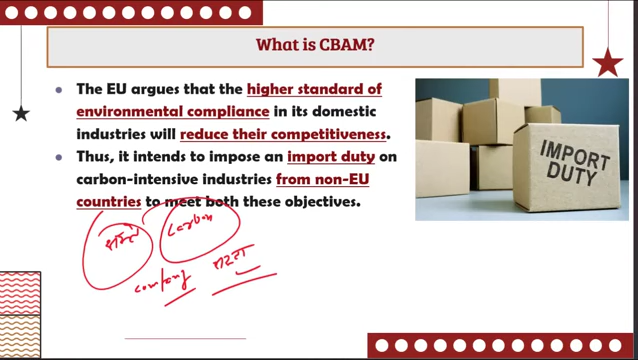 What is CBAM?
The EU argues that the higher standard of
environmental compliance in its domestic
industries will reduce their competitiveness.
Thus, it intends to impose an import duty on
carbon-intensive industries from non-EU
countries to meet both these objectives.
IMPORT
DUTY
Carbon
company